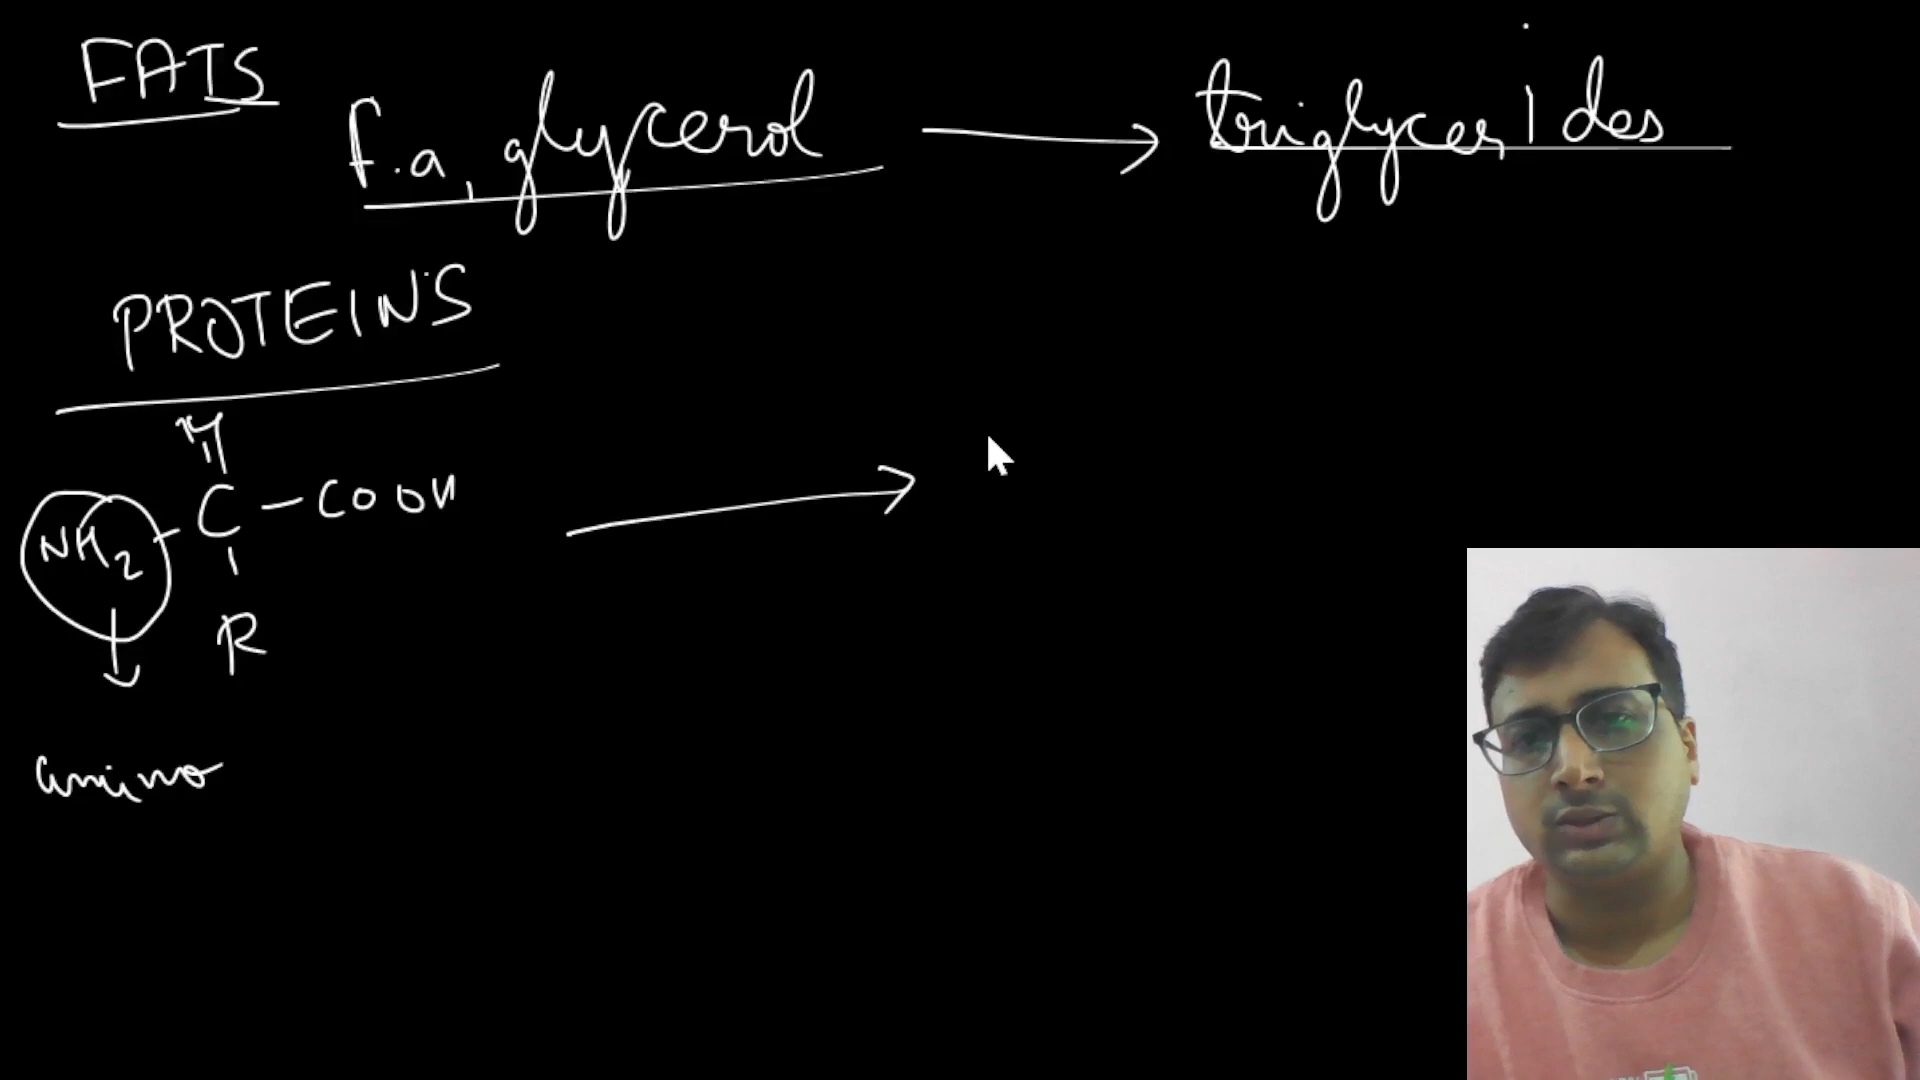 FATS
f.a, glycerol → triglycerides
PROTEINS
H
NH2 - C - COOH →
R
amino